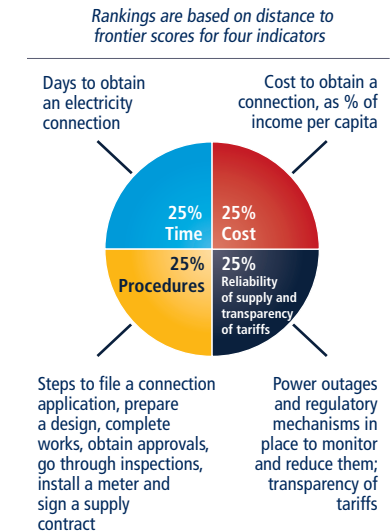 Rankings are based on distance to
frontier scores for four indicators
Days to obtain
an electricity
connection
Cost to obtain a
connection, as % of
income per capita
25%
Time
25%
Cost
25%
Procedures
25%
Reliability
of supply and
transparency
of tariffs
Steps to file a connection
application, prepare
a design, complete
works, obtain approvals,
go through inspections,
install a meter and
sign a supply
contract
Power outages
and regulatory
mechanisms in
place to monitor
and reduce them;
transparency of
tariffs